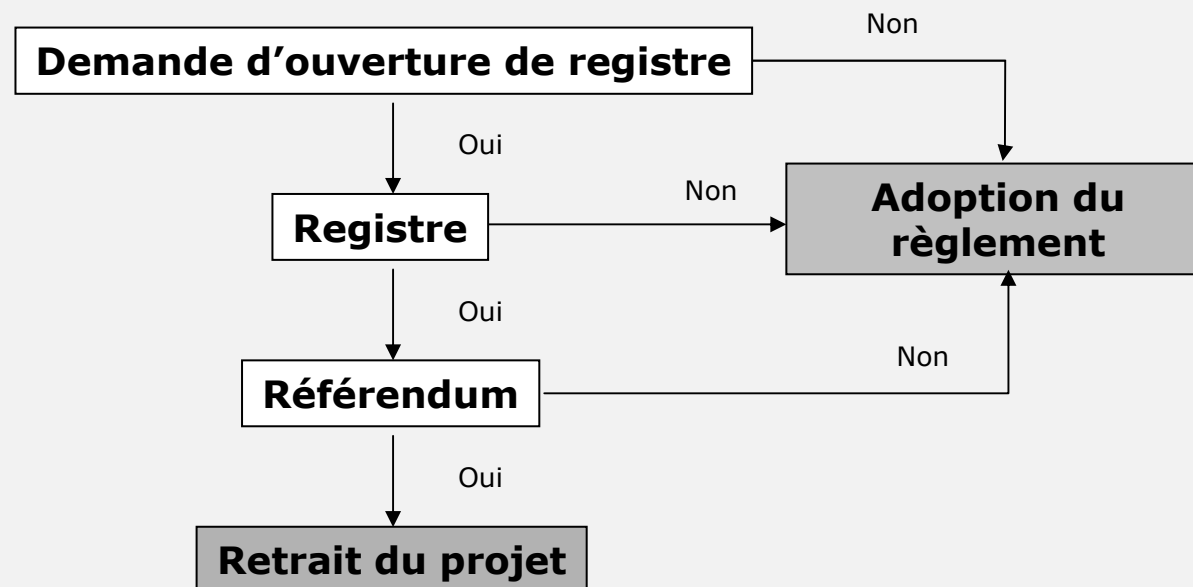 Non
Demande d’ouverture de registre
Oui
Non
Adoption du
règlement
Registre
Oui
Non
Référendum
Oui
Retrait du projet